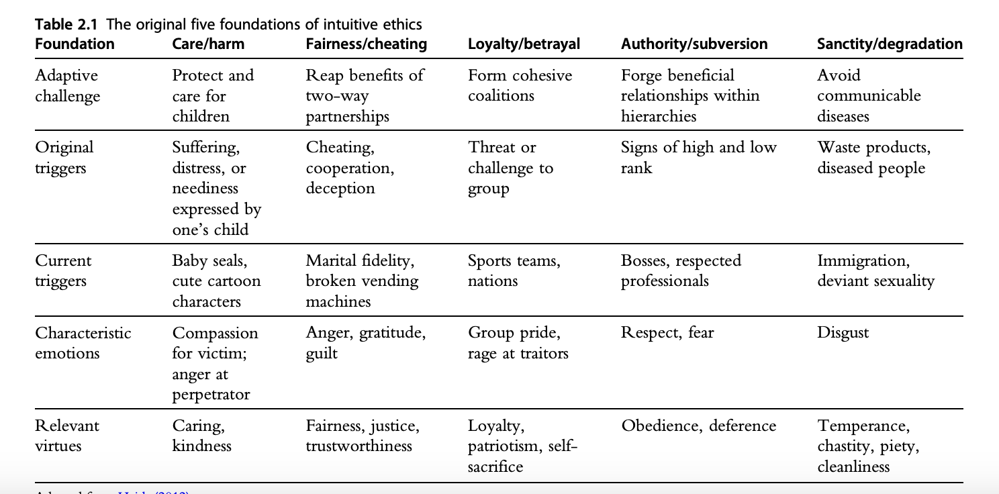 Table 2.1 The original five foundations of intuitive ethics
Foundation Care/harm Fairness/cheating Loyalty/betrayal Authority/subversion Sanctity/degradation
Adaptive Protect and Reap benefits of Form cohesive Forge beneficial Avoid
challenge care for two-way coalitions relationships within communicable
children partnerships hierarchies diseases
Original Suffering, Cheating, Threat or Signs of high and low Waste products,
triggers distress, or cooperation, challenge to rank diseased people
neediness deception group
expressed by
one's child
Current Baby seals, Marital fidelity, Sports teams, Bosses, respected Immigration,
triggers cute cartoon broken vending nations professionals deviant sexuality
characters machines
Characteristic Compassion Anger, gratitude, Group pride, Respect, fear Disgust
emotions for victim; guilt rage at traitors
anger at
perpetrator
Relevant Caring, Fairness, justice, Loyalty, Obedience, deference Temperance,
virtues kindness trustworthiness patriotism, self- chastity, piety,
sacrifice cleanliness